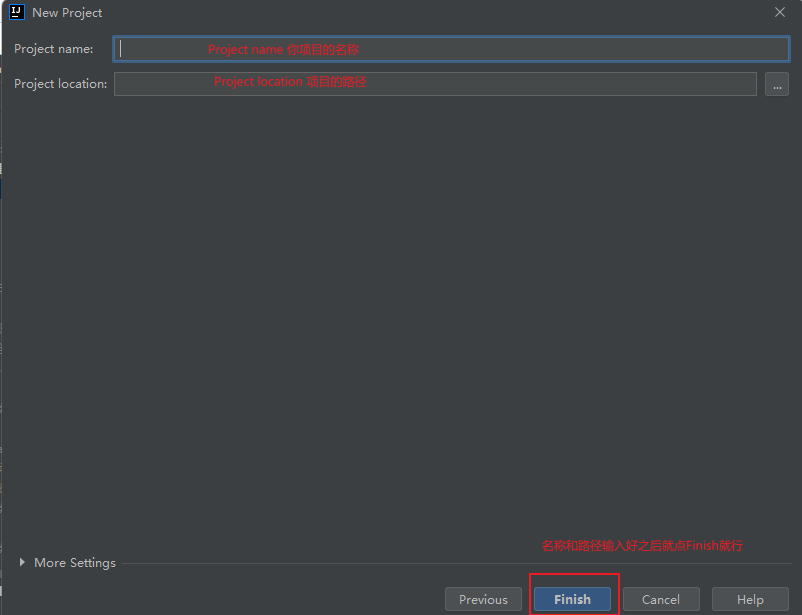 IJ New Project
Project name: Project name 你项目的名称
Project location: Project location 项目的路径 ...
名称和路径输入好之后就点Finish就行
More Settings
Previous Finish Cancel Help